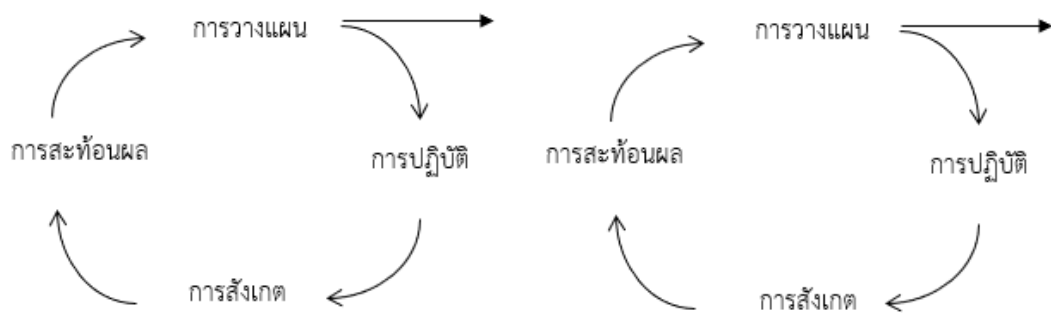 การวางแผน
การปฏิบัติ
การสังเกต
การสะท้อนผล
การวางแผน
การปฏิบัติ
การสังเกต
การสะท้อนผล